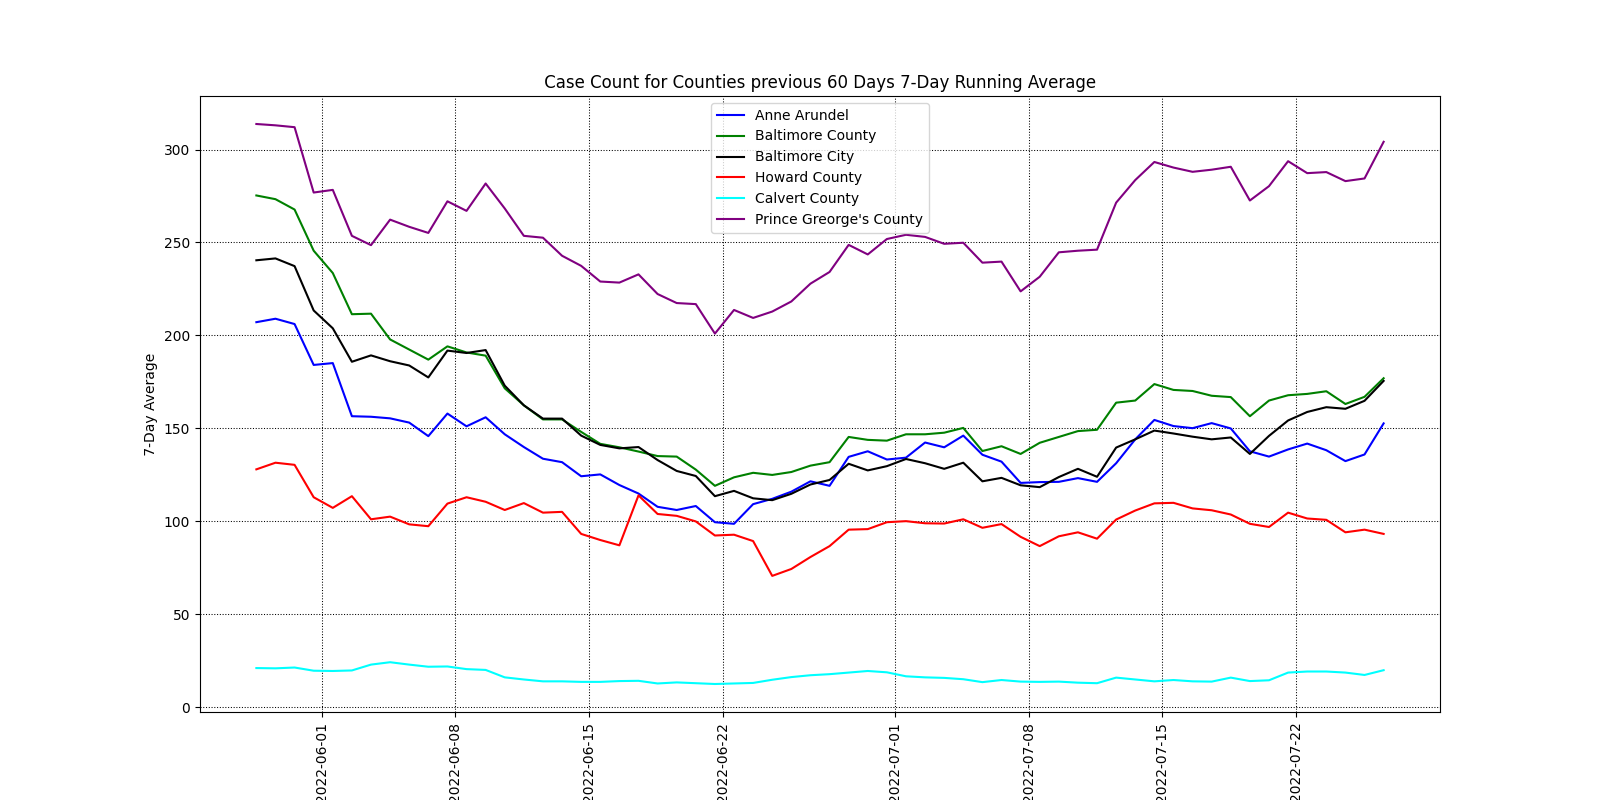 Case Count for Counties previous 60 Days 7-Day Running Average
Anne Arundel
Baltimore County
Baltimore City
Howard County
Calvert County
Prince Greorge's County
7-Day Average
300
250
200
150
100
50
0
2022-06-01
2022-06-08
2022-06-15
2022-06-22
2022-07-01
2022-07-08
2022-07-15
2022-07-22